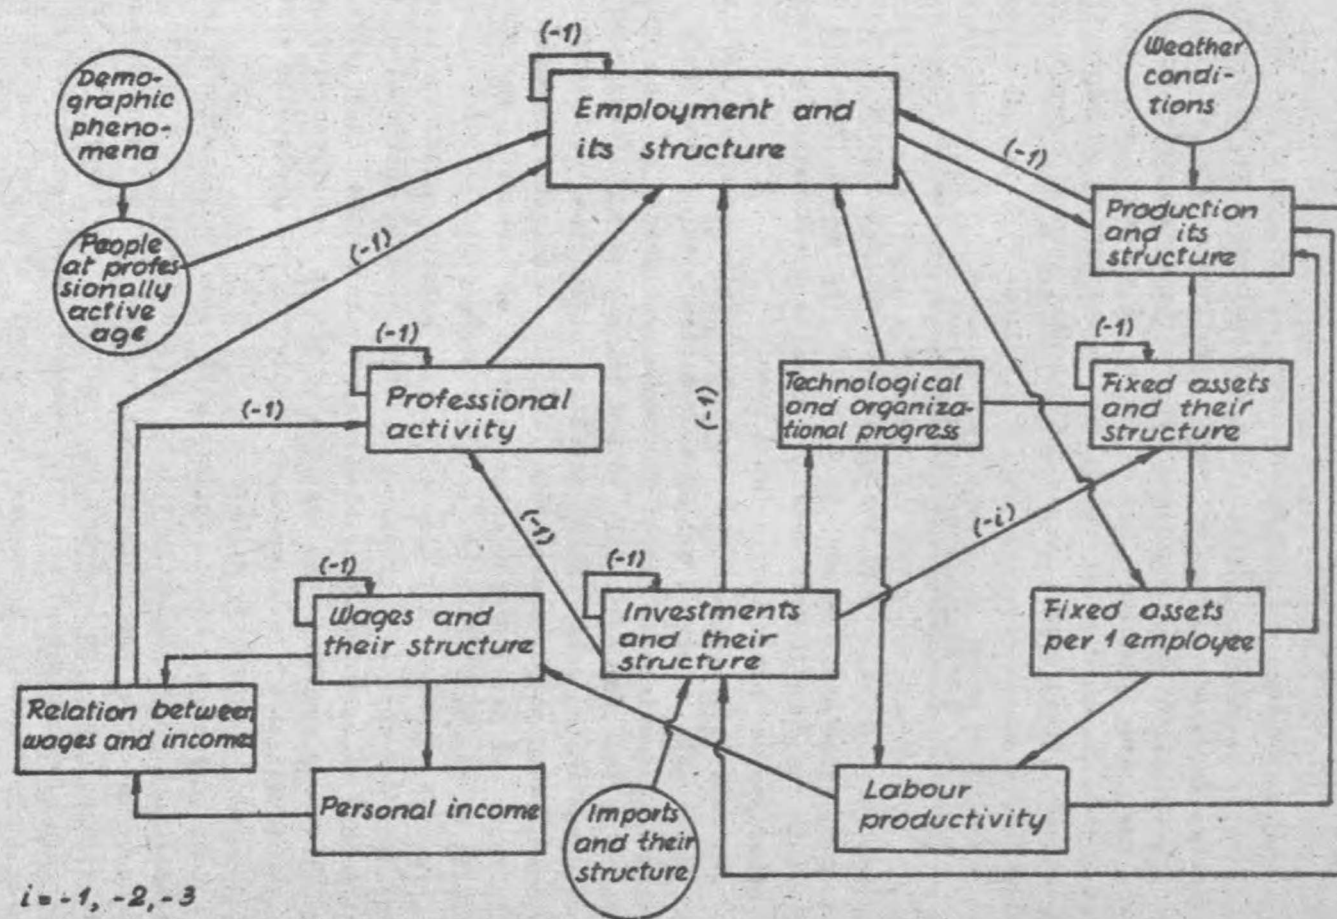 Demo-
graphic
pheno-
mena
People
at profes
sionally
active
age
(-1)
Employment and
its structure
Weather
condi-
tions
(-1)
Production
and its
structure
(-1)
(-1)
Professional
activity
(-1)
(-1)
(-1)
Technological
and organiza-
tional progress
(-1)
Fixed assets
and their
structure
(-i)
(-1)
Wages and
their structure
(-1)
Investments
and their
structure
Fixed assets
per 1 employee
Relation between
wages and income
Personal income
Imports
and their
structure
Labour
productivity
i = -1, -2, -3